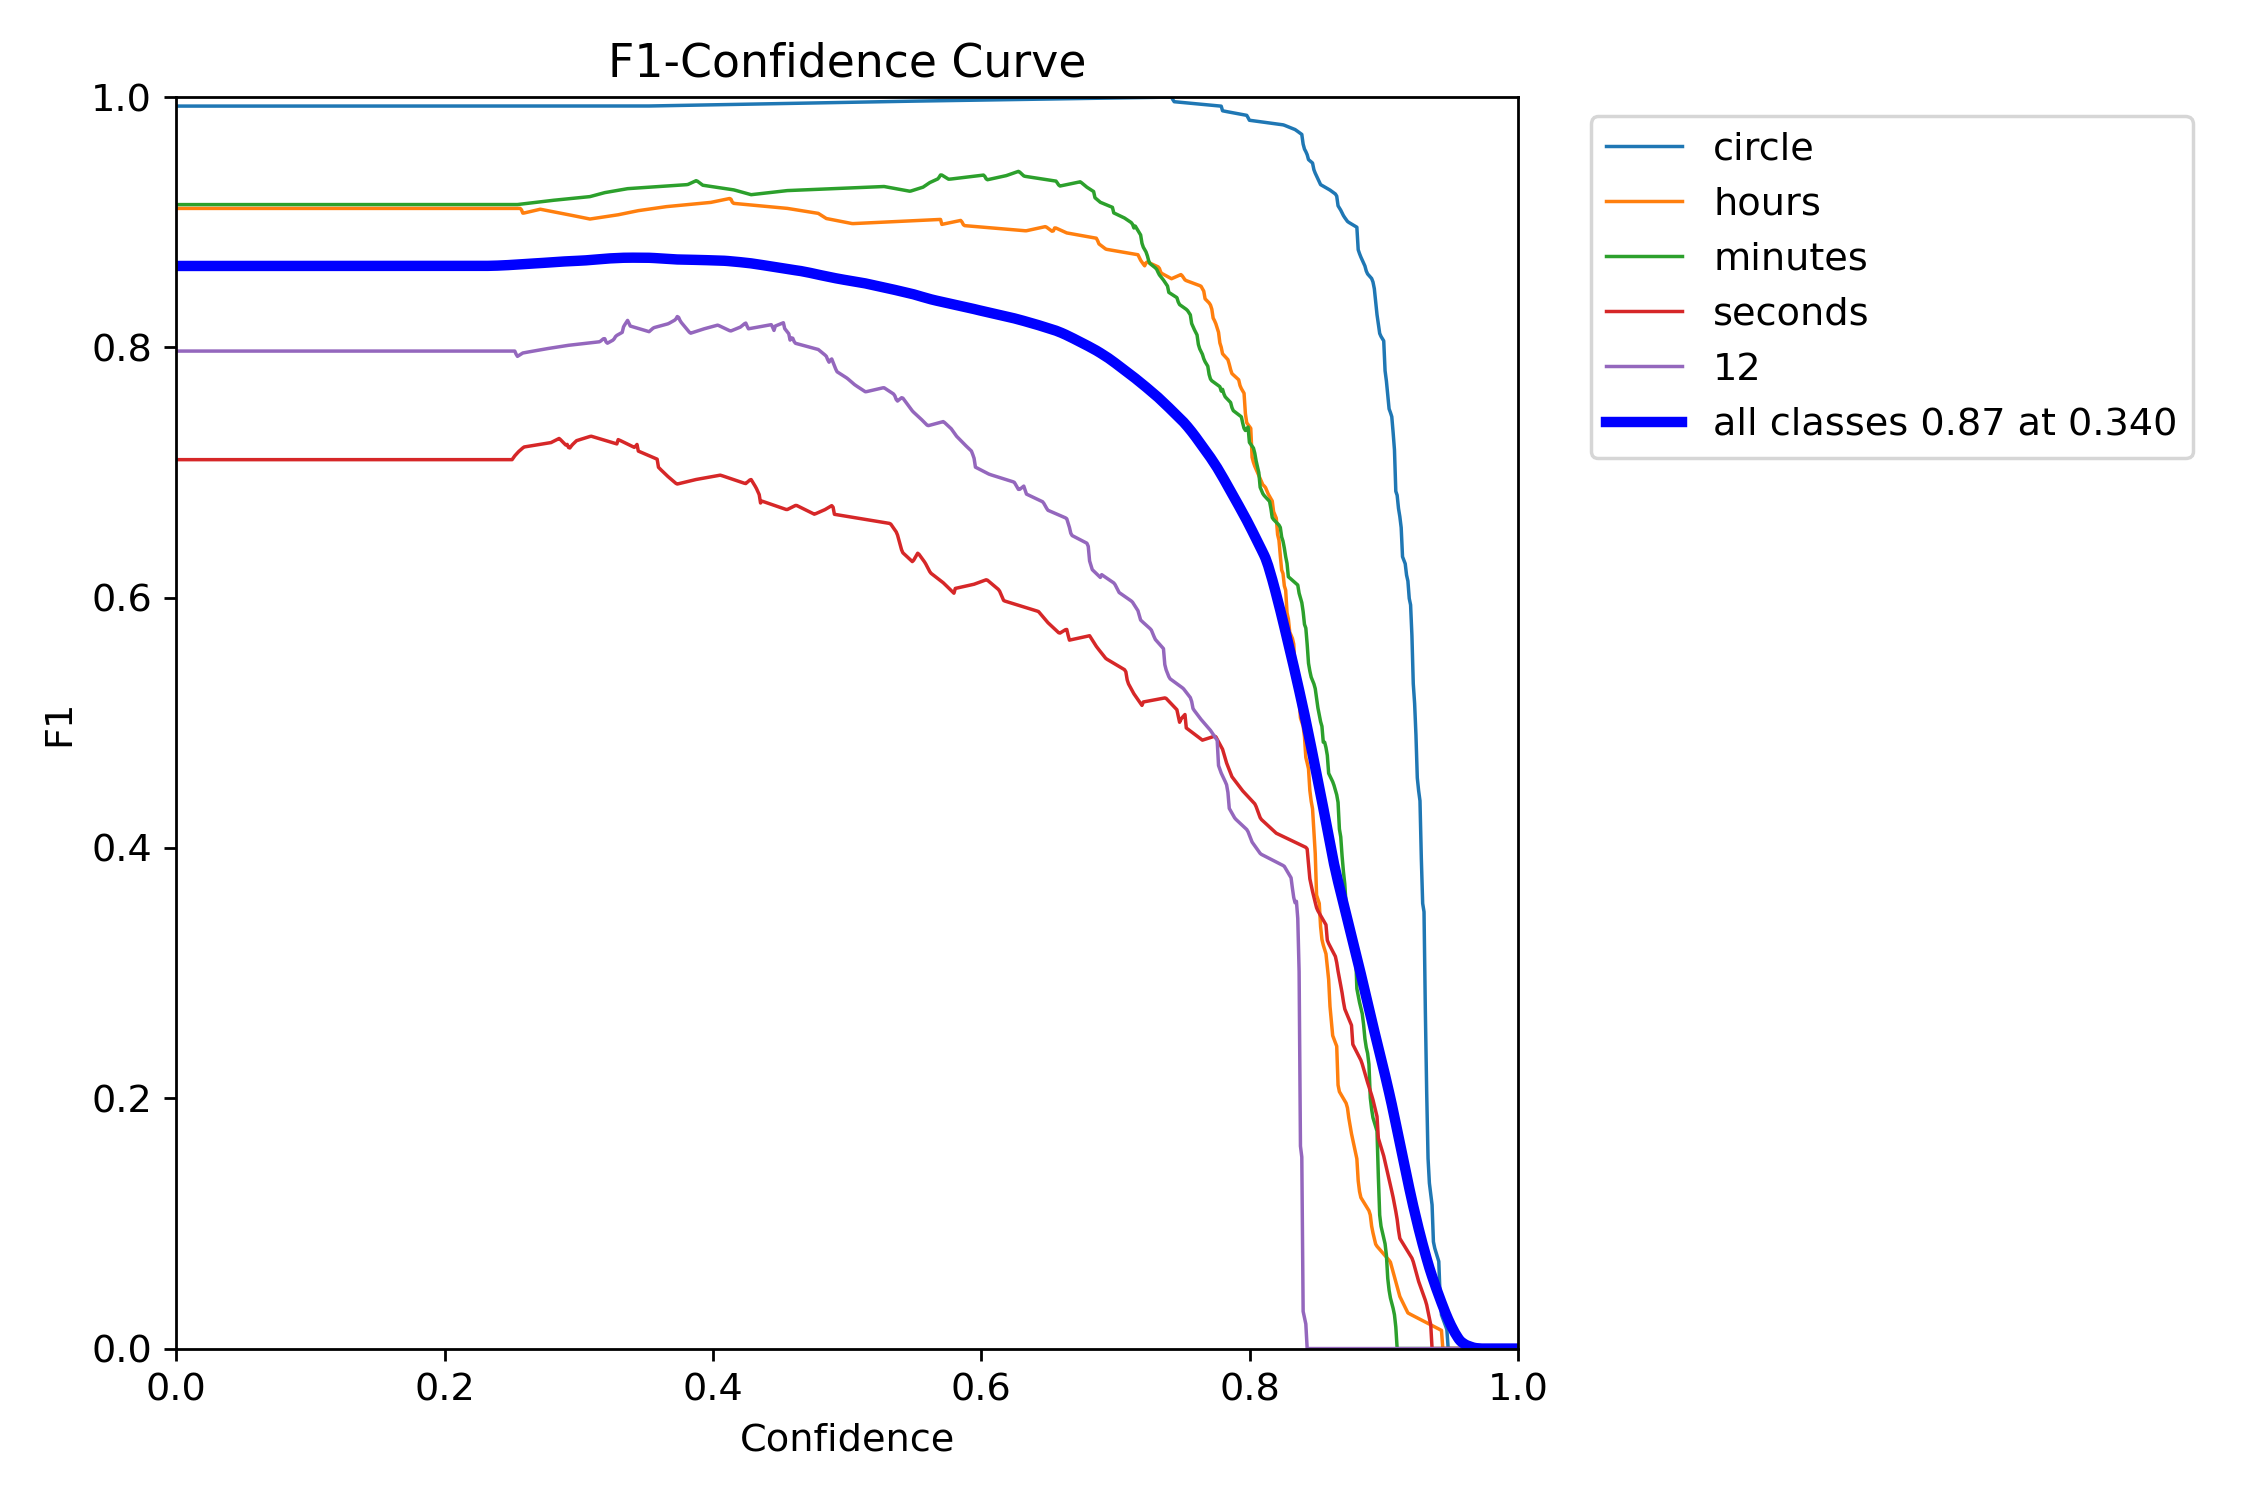 F1-Confidence Curve
1.0
0.8
0.6
0.4
0.2
0.0
F1
0.0 0.2 0.4 0.6 0.8 1.0
Confidence
circle
hours
minutes
seconds
12
all classes 0.87 at 0.340